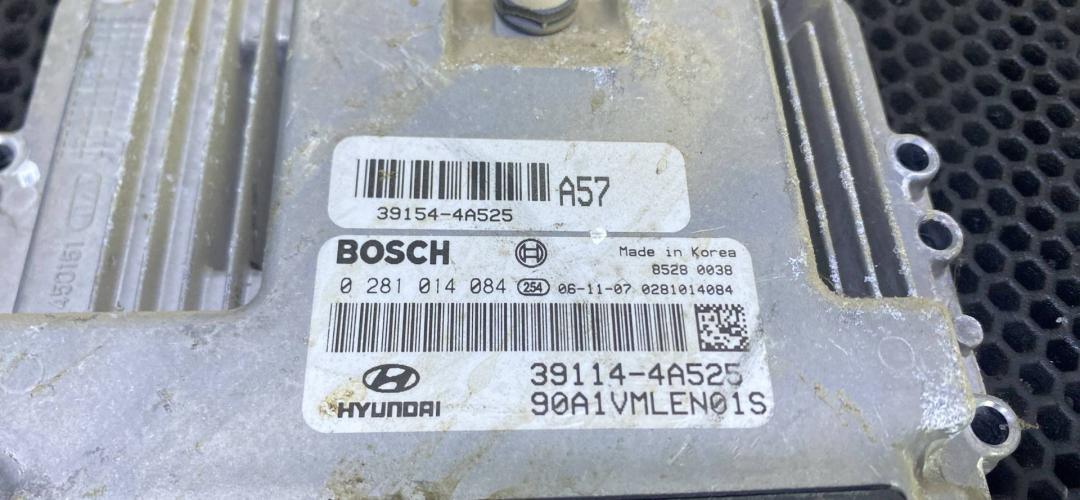 A57
39154-4A525
BOSCH
Made in Korea
8528 0038
0 281 014 084 254 06-11-07 0281014084
HYUNDAI
39114-4A525
90A1VMLEN01S
450151